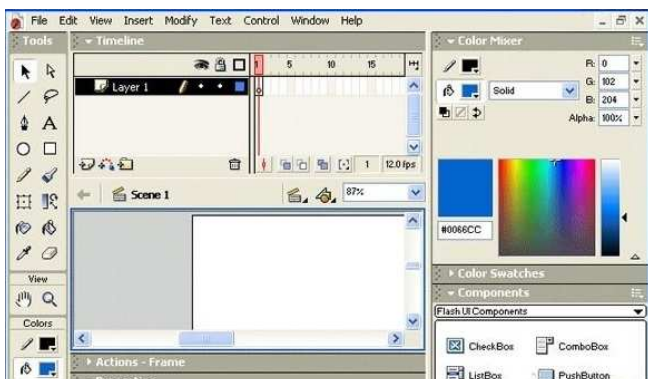 File Edit View Insert Modify Text Control Window Help
Tools
Timeline
Color Mixer
1 5 10 15
R: 0
G: 102
B: 204
Alpha: 100%
Solid
Layer 1
A
1 12.0 fps
Scene 1
87%
#0066CC
View
Colors
Color Swatches
Components
Flash UI Components
CheckBox ComboBox
ListBox PushButton
Actions - Frame